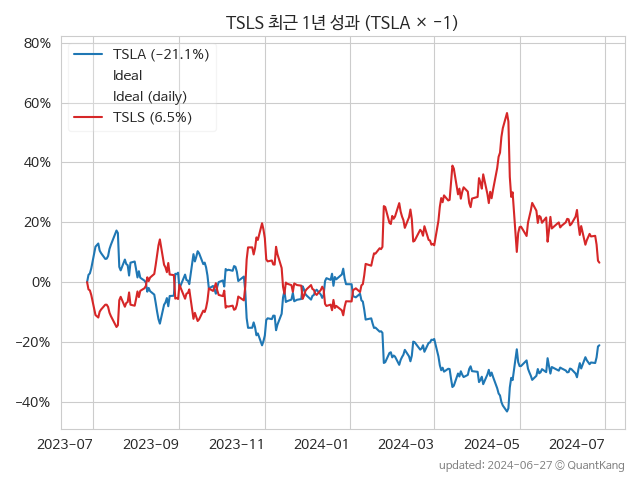 TSLS 최근 1년 성과 (TSLA × −1)
80%
60%
40%
20%
0%
−20%
−40%
TSLA (−21.1%)
Ideal
Ideal (daily)
TSLS (6.5%)
2023−07
2023−09
2023−11
2024−01
2024−03
2024−05
2024−07
updated: 2024-06-27 © QuantKang